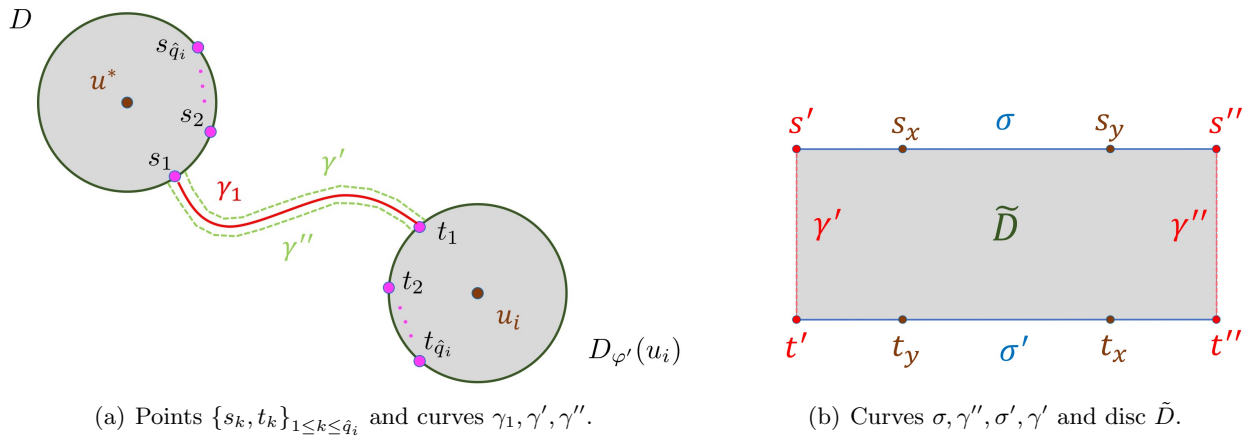 D
s_{\hat{q}_i}
u^*
s_2
s_1
γ_1
γ'
γ''
t_1
t_2
t_{\hat{q}_i}
u_i
D_{φ'}(u_i)
(a) Points {s_k, t_k}_{1≤k≤\hat{q}_i} and curves γ_1, γ', γ''.
s' s_x σ s_y s''
γ' \tilde{D} γ''
t' t_y σ' t_x t''
(b) Curves σ, γ'', σ', γ' and disc \tilde{D}.